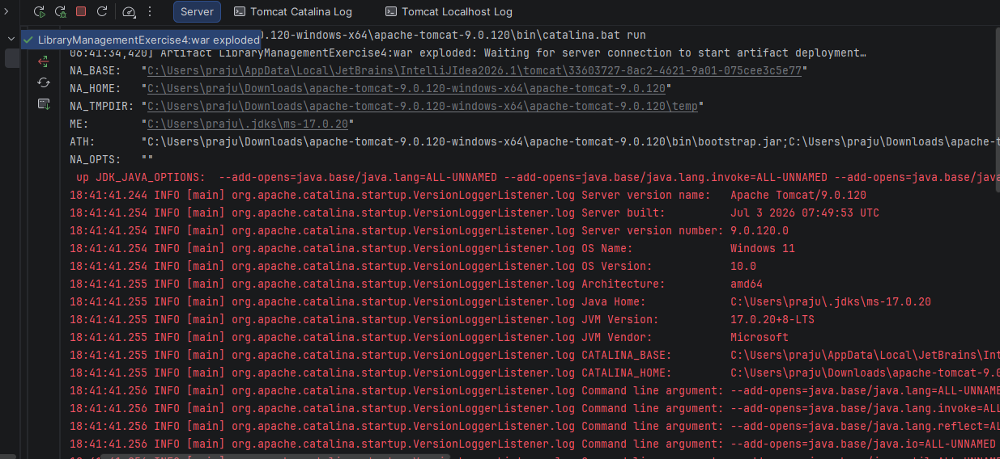 Server Tomcat Catalina Log Tomcat Localhost Log
LibraryManagementExercise4:war exploded
0.120-windows-x64\apache-tomcat-9.0.120\bin\catalina.bat run
06:41:34,420] Artifact LibraryManagementExercise4:war exploded: Waiting for server connection to start artifact deployment…
NA_BASE: "C:\Users\praju\AppData\Local\JetBrains\IntelliJIdea2026.1\tomcat\33603727-8ac2-4621-9a01-075cee3c5e77"
NA_HOME: "C:\Users\praju\Downloads\apache-tomcat-9.0.120-windows-x64\apache-tomcat-9.0.120"
NA_TMPDIR: "C:\Users\praju\Downloads\apache-tomcat-9.0.120-windows-x64\apache-tomcat-9.0.120\temp"
ME: "C:\Users\praju\.jdks\ms-17.0.20"
ATH: "C:\Users\praju\Downloads\apache-tomcat-9.0.120-windows-x64\apache-tomcat-9.0.120\bin\bootstrap.jar;C:\Users\praju\Downloads\apache-t
NA_OPTS: ""
up JDK_JAVA_OPTIONS: --add-opens=java.base/java.lang=ALL-UNNAMED --add-opens=java.base/java.lang.invoke=ALL-UNNAMED --add-opens=java.base/java
18:41:41.244 INFO [main] org.apache.catalina.startup.VersionLoggerListener.log Server version name: Apache Tomcat/9.0.120
18:41:41.254 INFO [main] org.apache.catalina.startup.VersionLoggerListener.log Server built: Jul 3 2026 07:49:53 UTC
18:41:41.254 INFO [main] org.apache.catalina.startup.VersionLoggerListener.log Server version number: 9.0.120.0
18:41:41.254 INFO [main] org.apache.catalina.startup.VersionLoggerListener.log OS Name: Windows 11
18:41:41.254 INFO [main] org.apache.catalina.startup.VersionLoggerListener.log OS Version: 10.0
18:41:41.255 INFO [main] org.apache.catalina.startup.VersionLoggerListener.log Architecture: amd64
18:41:41.255 INFO [main] org.apache.catalina.startup.VersionLoggerListener.log Java Home: C:\Users\praju\.jdks\ms-17.0.20
18:41:41.255 INFO [main] org.apache.catalina.startup.VersionLoggerListener.log JVM Version: 17.0.20+8-LTS
18:41:41.255 INFO [main] org.apache.catalina.startup.VersionLoggerListener.log JVM Vendor: Microsoft
18:41:41.255 INFO [main] org.apache.catalina.startup.VersionLoggerListener.log CATALINA_BASE: C:\Users\praju\AppData\Local\JetBrains\Int
18:41:41.255 INFO [main] org.apache.catalina.startup.VersionLoggerListener.log CATALINA_HOME: C:\Users\praju\Downloads\apache-tomcat-9.0
18:41:41.256 INFO [main] org.apache.catalina.startup.VersionLoggerListener.log Command line argument: --add-opens=java.base/java.lang=ALL-UNNAME
18:41:41.256 INFO [main] org.apache.catalina.startup.VersionLoggerListener.log Command line argument: --add-opens=java.base/java.lang.invoke=ALL
18:41:41.256 INFO [main] org.apache.catalina.startup.VersionLoggerListener.log Command line argument: --add-opens=java.base/java.lang.reflect=AL
18:41:41.256 INFO [main] org.apache.catalina.startup.VersionLoggerListener.log Command line argument: --add-opens=java.base/java.io=ALL-UNNAMED